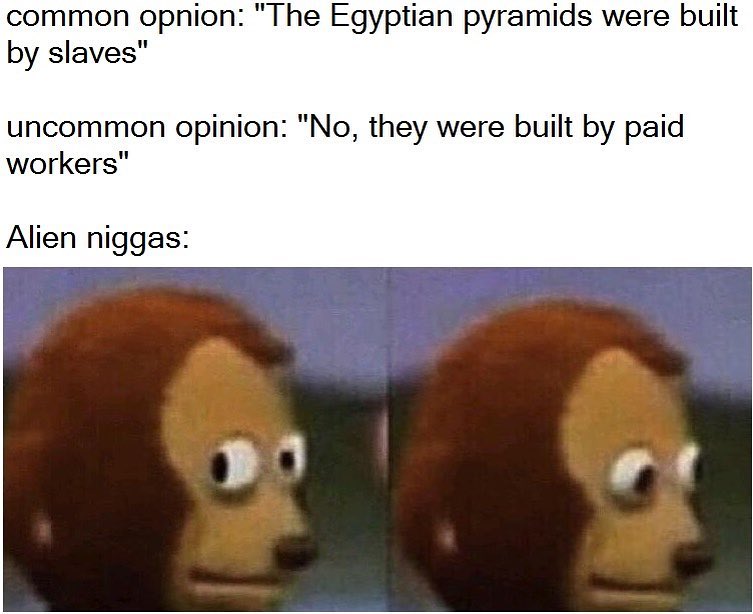 common opnion: "The Egyptian pyramids were built
by slaves"
uncommon opinion: "No, they were built by paid
workers"
Alien niggas: